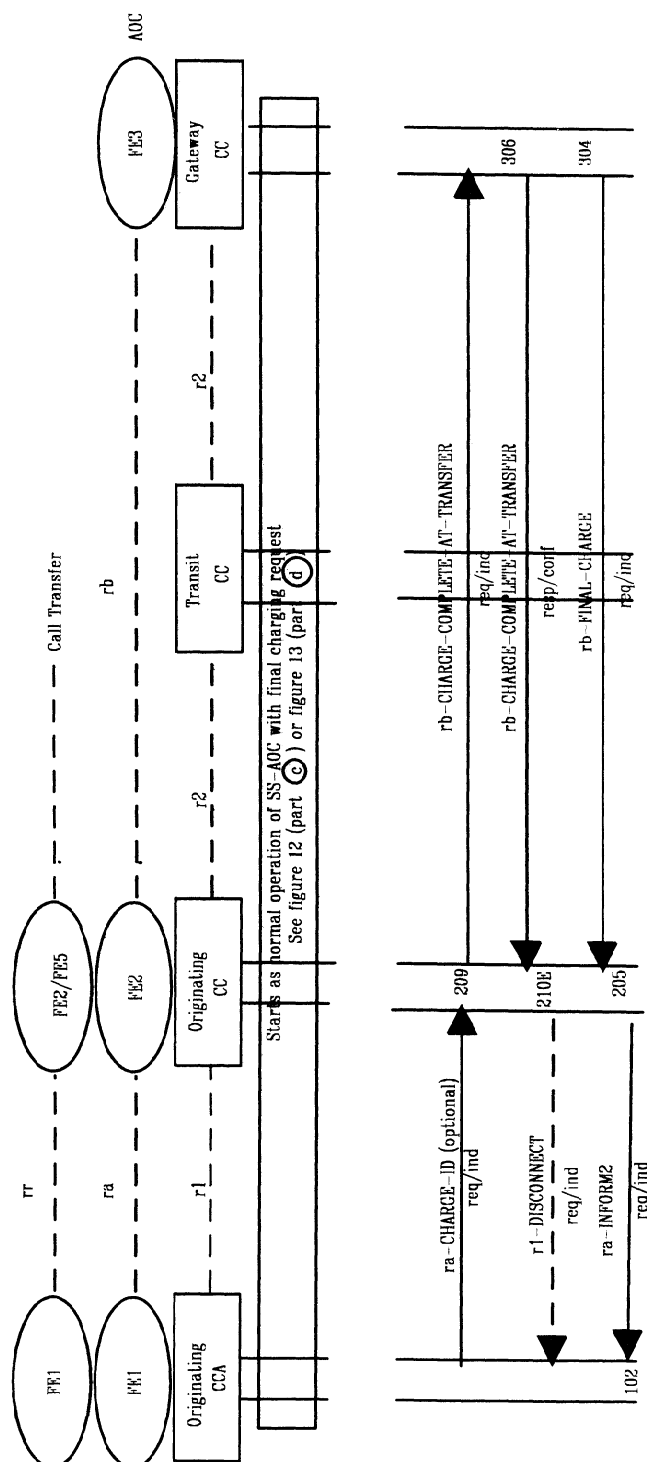 Call Transfer
AOC
FE1
rr
FE2/FE5
FE1
ra
FE2
rb
FE3
Originating
CCA
r1
Originating
CC
r2
Transit
CC
r2
Gateway
CC
Starts as normal operation of SS-AOC with final charging request
See figure 12 (part c) or figure 13 (part d)
ra-CHARGE-ID (optional)
req/ind
209
rb-CHARGE-COMPLETE-AT-TRANSFER
req/ind
r1-DISCONNECT
req/ind
210E
rb-CHARGE-COMPLETE-AT-TRANSFER
resp/conf
306
102
ra-INFORM2
req/ind
205
rb-FINAL-CHARGE
req/ind
304